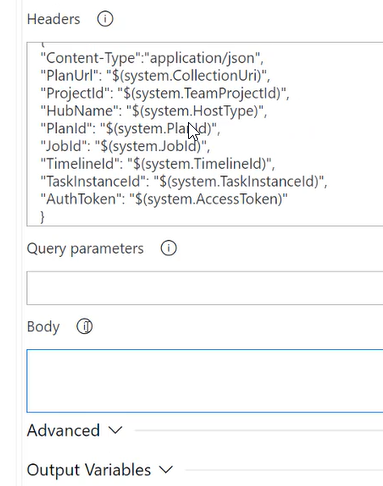 Headers
{
"Content-Type":"application/json",
"PlanUrl": "$(system.CollectionUri)",
"ProjectId": "$(system.TeamProjectId)",
"HubName": "$(system.HostType)",
"PlanId": "$(system.PlanId)",
"JobId": "$(system.JobId)",
"TimelineId": "$(system.TimelineId)",
"TaskInstanceId": "$(system.TaskInstanceId)",
"AuthToken": "$(system.AccessToken)"
}
Query parameters
Body
Advanced
Output Variables